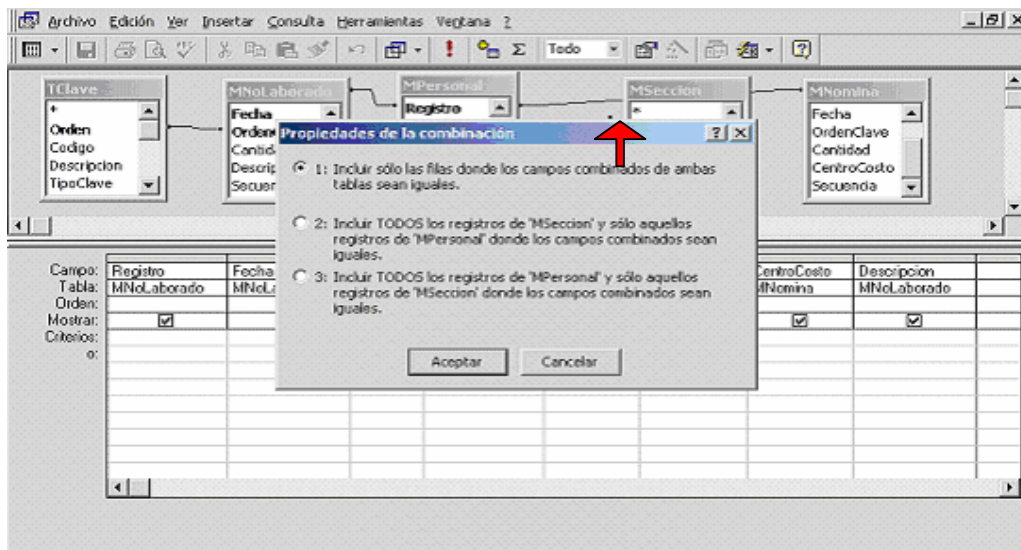 Archivo Edición Ver Insertar Consulta Herramientas Ventana ?
Todo
TClave
*
Orden
Codigo
Descripcion
TipoClave
MNoLaborado
Fecha
Cantid
Descrip
Secuen
MPersonal
Registro
MSeccion
*
MNomina
Fecha
OrdenClave
Cantidad
CentroCosto
Secuencia
Propiedades de la combinación
1: Incluir sólo las filas donde los campos combinados de ambas
tablas sean iguales.
2: Incluir TODOS los registros de 'MSeccion' y sólo aquellos
registros de 'MPersonal' donde los campos combinados sean
iguales.
3: Incluir TODOS los registros de 'MPersonal' y sólo aquellos
registros de 'MSeccion' donde los campos combinados sean
iguales.
Aceptar Cancelar
Campo: Registro Fecha CentroCosto Descripcion
Tabla: MNoLaborado MNoLa MNomina MNoLaborado
Orden:
Mostrar:
Criterios:
o: